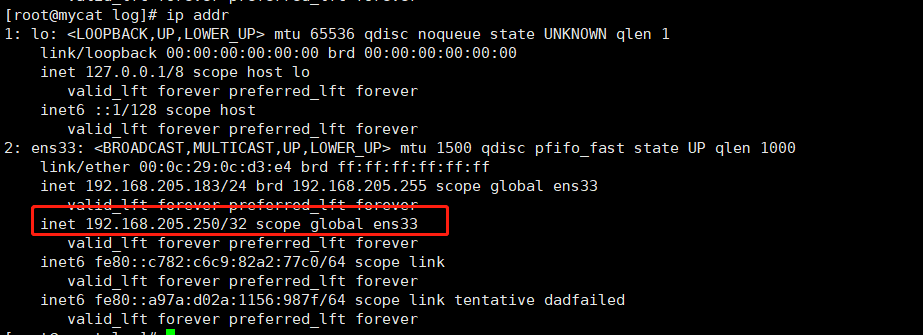 [root@mycat log]# ip addr
1: lo: <LOOPBACK,UP,LOWER_UP> mtu 65536 qdisc noqueue state UNKNOWN qlen 1
link/loopback 00:00:00:00:00:00 brd 00:00:00:00:00:00
inet 127.0.0.1/8 scope host lo
valid_lft forever preferred_lft forever
inet6 ::1/128 scope host
valid_lft forever preferred_lft forever
2: ens33: <BROADCAST,MULTICAST,UP,LOWER_UP> mtu 1500 qdisc pfifo_fast state UP qlen 1000
link/ether 00:0c:29:0c:d3:e4 brd ff:ff:ff:ff:ff:ff
inet 192.168.205.183/24 brd 192.168.205.255 scope global ens33
valid_lft forever preferred_lft forever
inet 192.168.205.250/32 scope global ens33
valid_lft forever preferred_lft forever
inet6 fe80::c782:c6c9:82a2:77c0/64 scope link
valid_lft forever preferred_lft forever
inet6 fe80::a97a:d02a:1156:987f/64 scope link tentative dadfailed
valid_lft forever preferred_lft forever